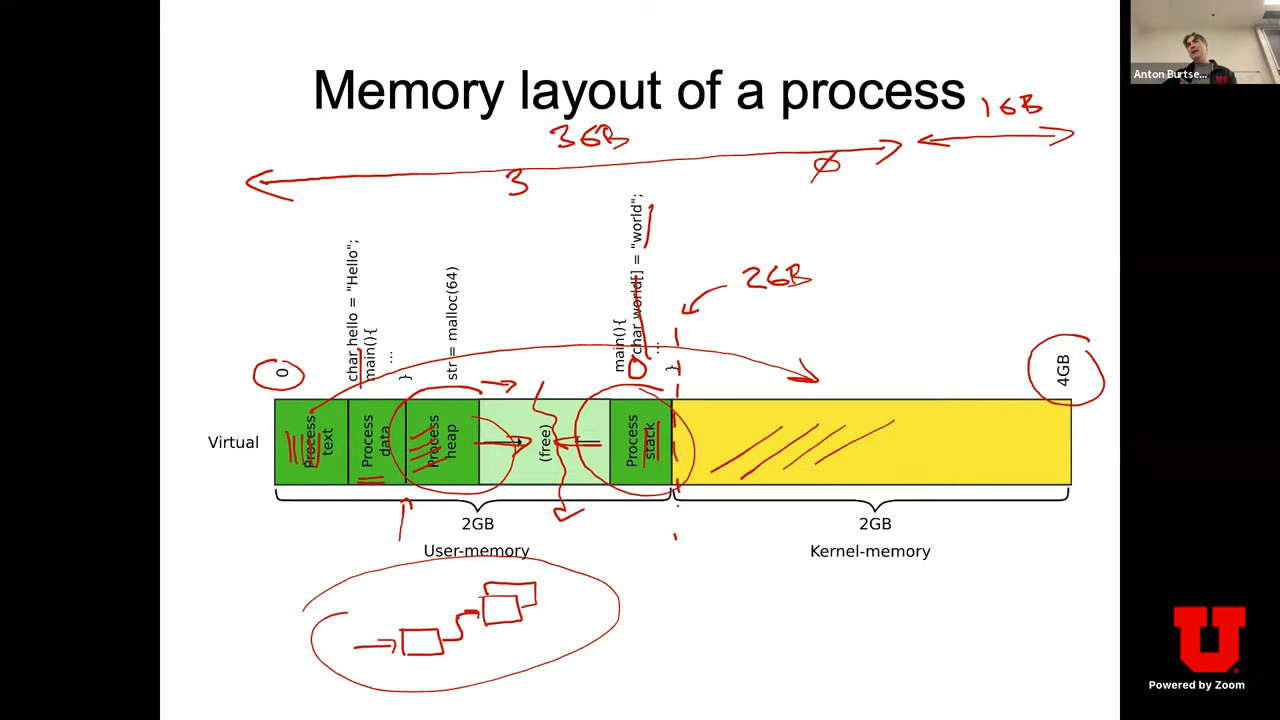 Memory layout of a process
1GB
3GB
3
0
2GB
char hello = "Hello";
main(){
...
}
str = malloc(64)
main(){
char world[] = "world";
...
}
0
4GB
Virtual
Process
text
Process
data
Process
heap
(free)
Process
stack
2GB
User-memory
2GB
Kernel-memory
Anton Burtse...
U
Powered by Zoom